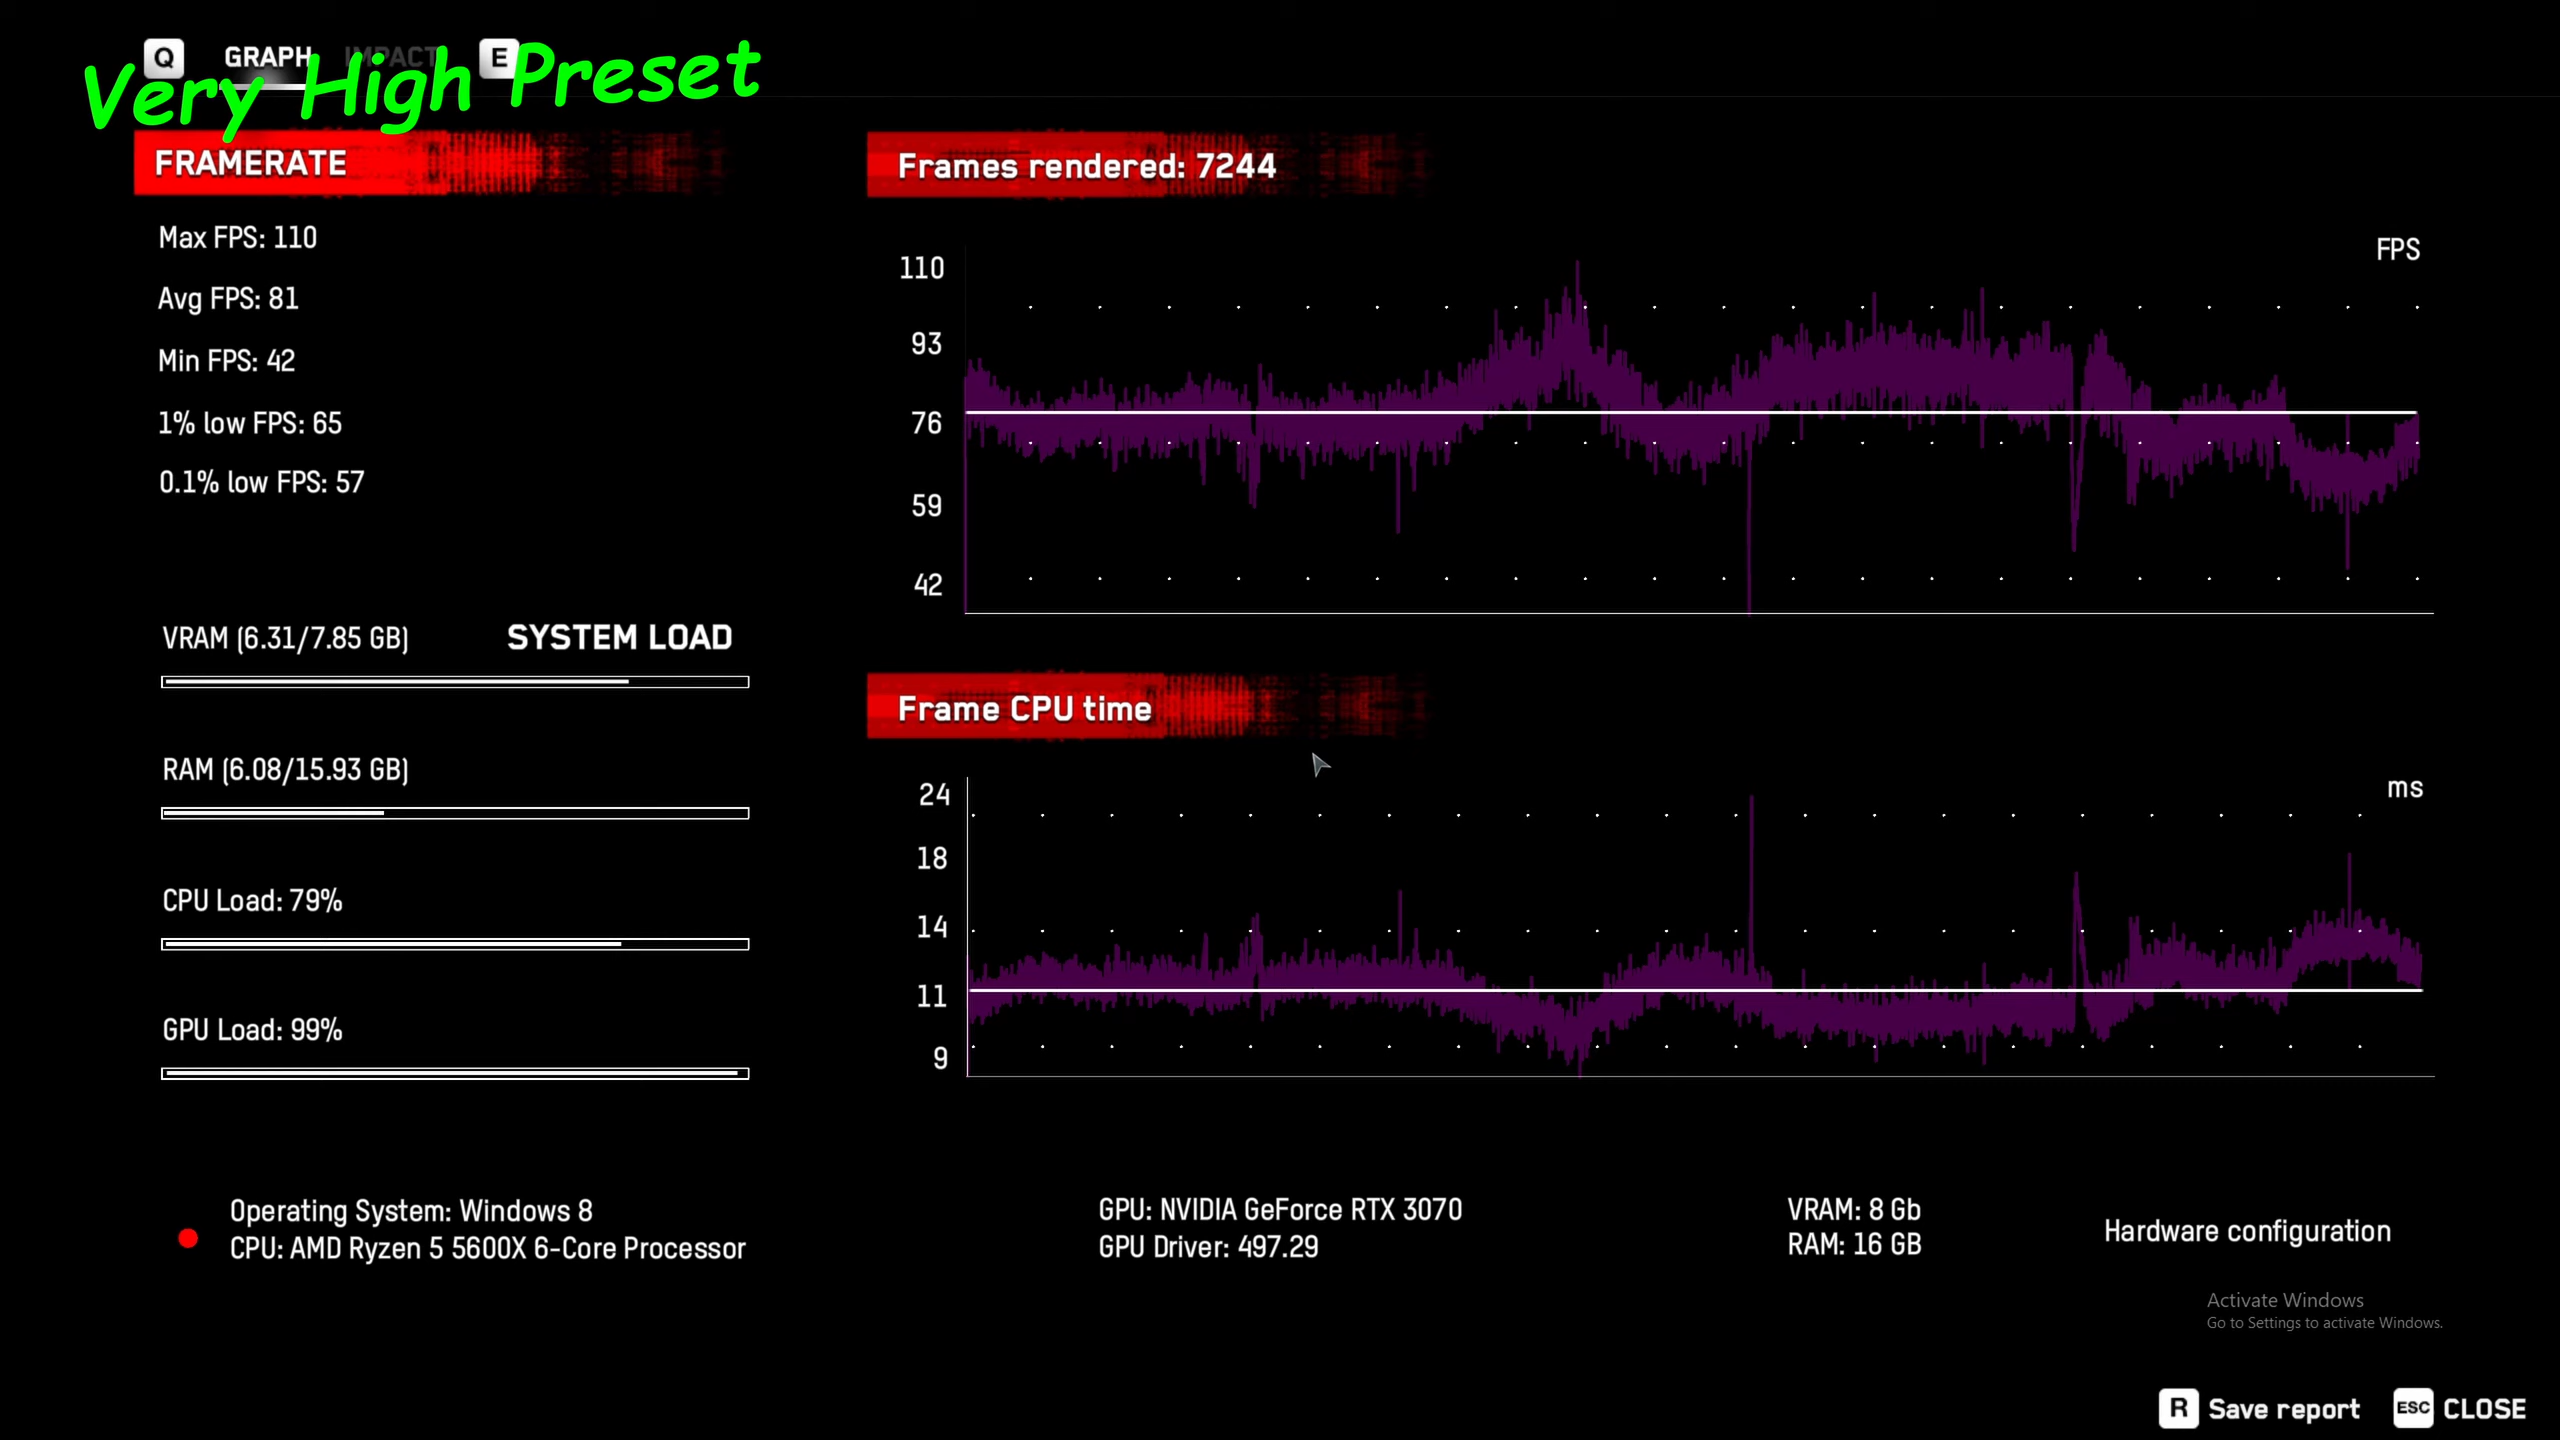 Q GRAPH IMPACT E
Very High Preset
FRAMERATE
Max FPS: 110
Avg FPS: 81
Min FPS: 42
1% low FPS: 65
0.1% low FPS: 57
VRAM (6.31/7.85 GB) SYSTEM LOAD
RAM (6.08/15.93 GB)
CPU Load: 79%
GPU Load: 99%
Frames rendered: 7244
FPS
110
93
76
59
42
Frame CPU time
ms
24
18
14
11
9
Operating System: Windows 8
CPU: AMD Ryzen 5 5600X 6-Core Processor
GPU: NVIDIA GeForce RTX 3070
GPU Driver: 497.29
VRAM: 8 Gb
RAM: 16 GB
Hardware configuration
Activate Windows
Go to Settings to activate Windows.
R Save report ESC CLOSE